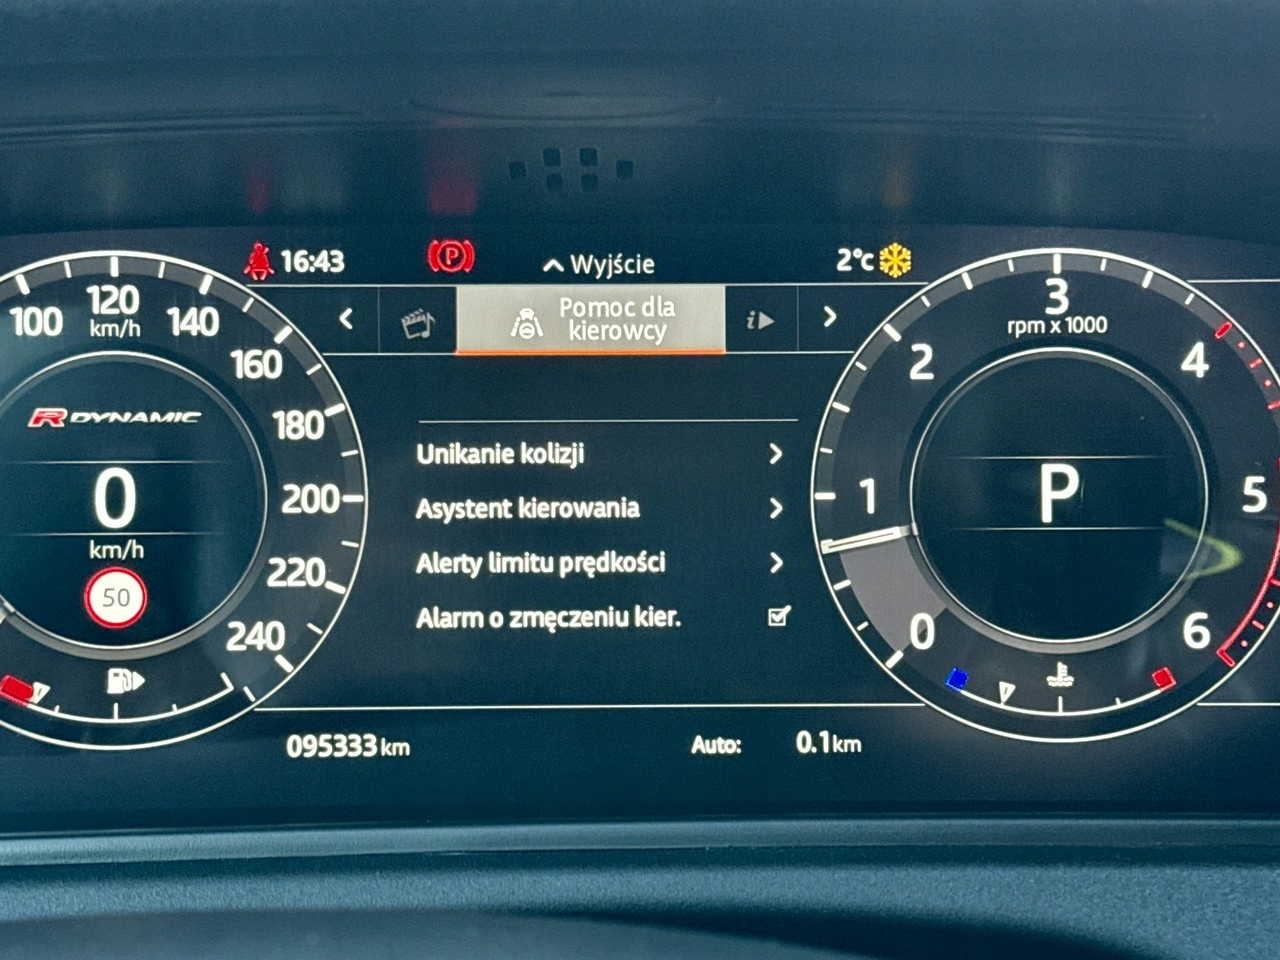 16:43
P
Wyjście
2°C
100
120
km/h
140
160
180
200
220
240
R DYNAMIC
0
km/h
50
Pomoc dla
kierowcy
i
Unikanie kolizji
Asystent kierowania
Alerty limitu prędkości
Alarm o zmęczeniu kier.
095333 km
Auto: 0.1 km
3
rpm x 1000
2
4
1
5
0
6
P